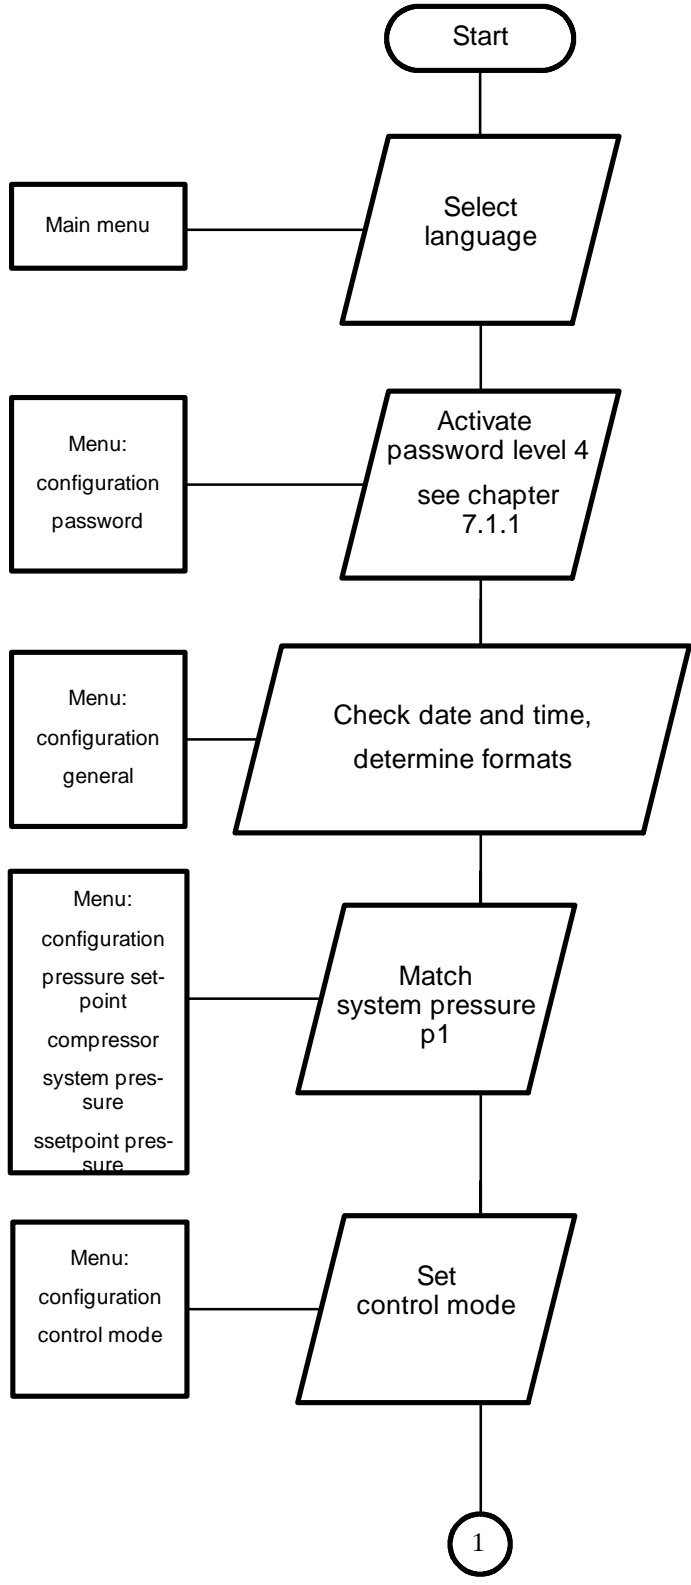 Start
Main menu
Select
language
Menu:
configuration
password
Activate
password level 4
see chapter
7.1.1
Menu:
configuration
general
Check date and time,
determine formats
Menu:
configuration
pressure set-
point
compressor
system pres-
sure
ssetpoint pres-
sure
Match
system pressure
p1
Menu:
configuration
control mode
Set
control mode
1